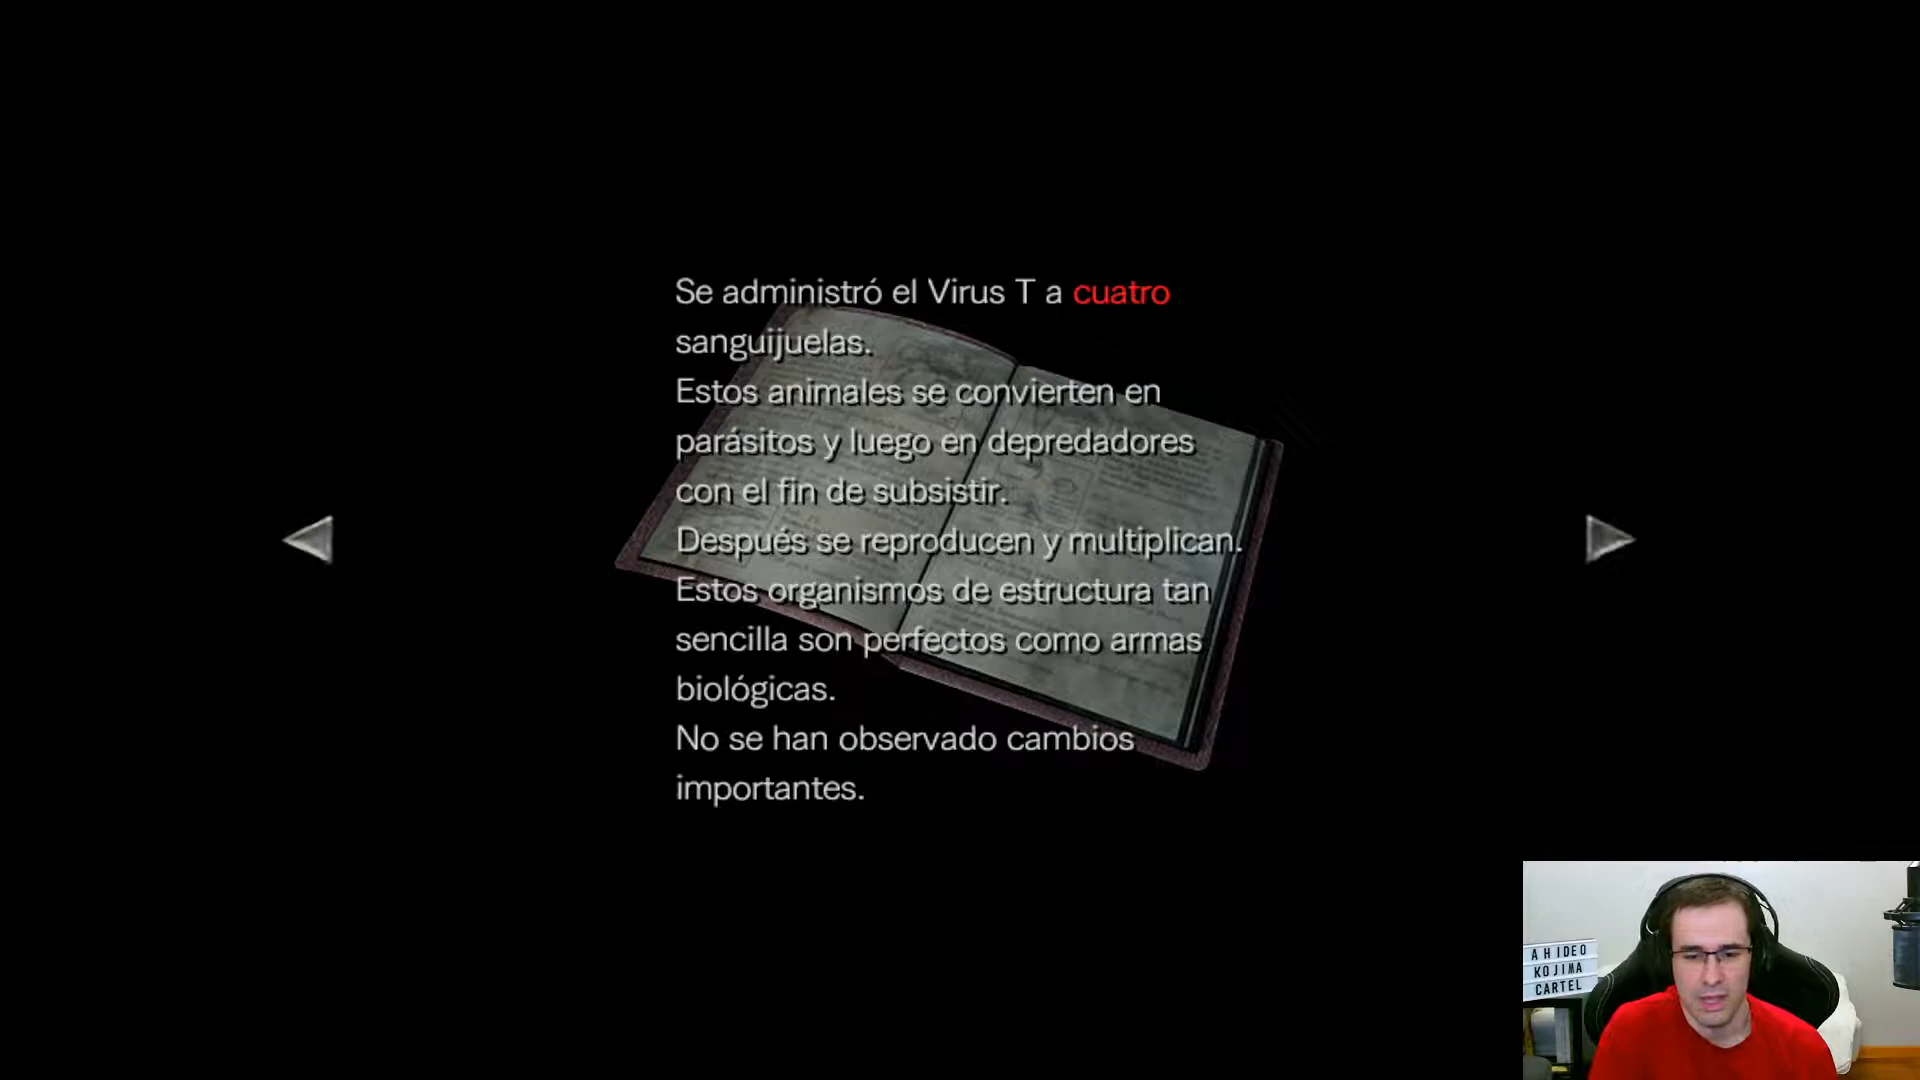 Se administró el Virus T a cuatro
sanguijuelas.
Estos animales se convierten en
parásitos y luego en depredadores
con el fin de subsistir.
Después se reproducen y multiplican.
Estos organismos de estructura tan
sencilla son perfectos como armas
biológicas.
No se han observado cambios
importantes.
A HIDEO
KOJIMA
CARTEL